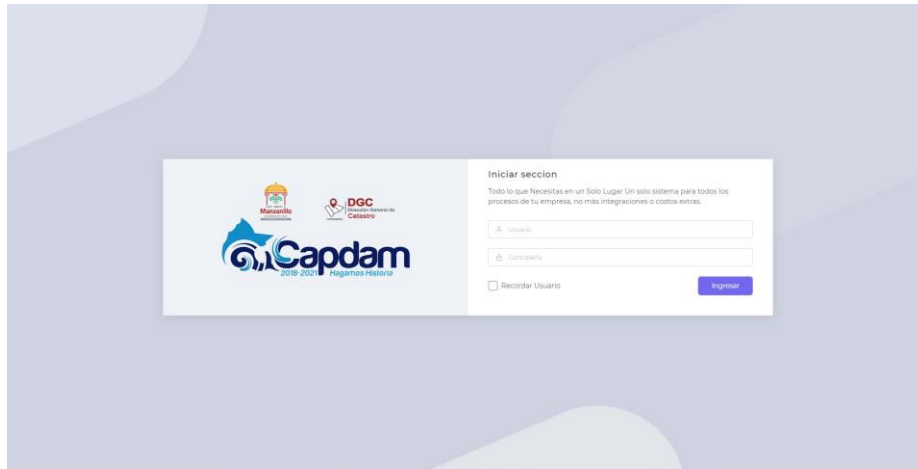 Manzanillo
DGC
Dirección General de
Catastro
Capdam
2018-2021 Hagamos Historia
Iniciar seccion
Todo lo que Necesitas en un Solo Lugar Un solo sistema para todos los
procesos de tu empresa, no más integraciones o costos extras.
Usuario
Contraseña
Recordar Usuario
Ingresar